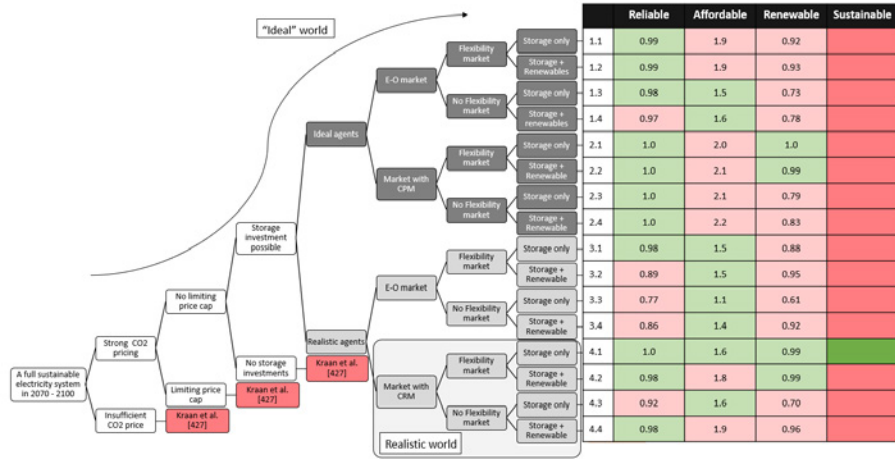 "Ideal" world
Reliable Affordable Renewable Sustainable
Flexibility
market
Storage only
1.1 0.99 1.9 0.92
Storage +
Renewables
1.2 0.99 1.9 0.93
E-O market
No Flexibility
market
Storage only
1.3 0.98 1.5 0.73
Storage +
renewables
1.4 0.97 1.6 0.78
Ideal agents
Flexibility
market
Storage only
2.1 1.0 2.0 1.0
Storage +
Renewable
2.2 1.0 2.1 0.99
Market with
CPM
No Flexibility
market
Storage only
2.3 1.0 2.1 0.79
Storage +
Renewable
2.4 1.0 2.2 0.83
Storage
investment
possible
Flexibility
market
Storage only
3.1 0.98 1.5 0.88
Storage +
Renewable
3.2 0.89 1.5 0.95
E-O market
No Flexibility
market
Storage only
3.3 0.77 1.1 0.61
Storage +
Renewable
3.4 0.86 1.4 0.92
No limiting
price cap
Realistic agents
Strong CO2
pricing
Flexibility
market
Storage only
4.1 1.0 1.6 0.99
Storage +
Renewable
4.2 0.98 1.8 0.99
No storage
investments
Kraan et al.
[427]
A full sustainable
electricity system
in 2070 - 2100
Limiting price
cap
Kraan et al.
[427]
Market with
CRM
No Flexibility
market
Storage only
4.3 0.92 1.6 0.70
Storage +
Renewable
4.4 0.98 1.9 0.96
Insufficient
CO2 price
Kraan et al.
[427]
Realistic world